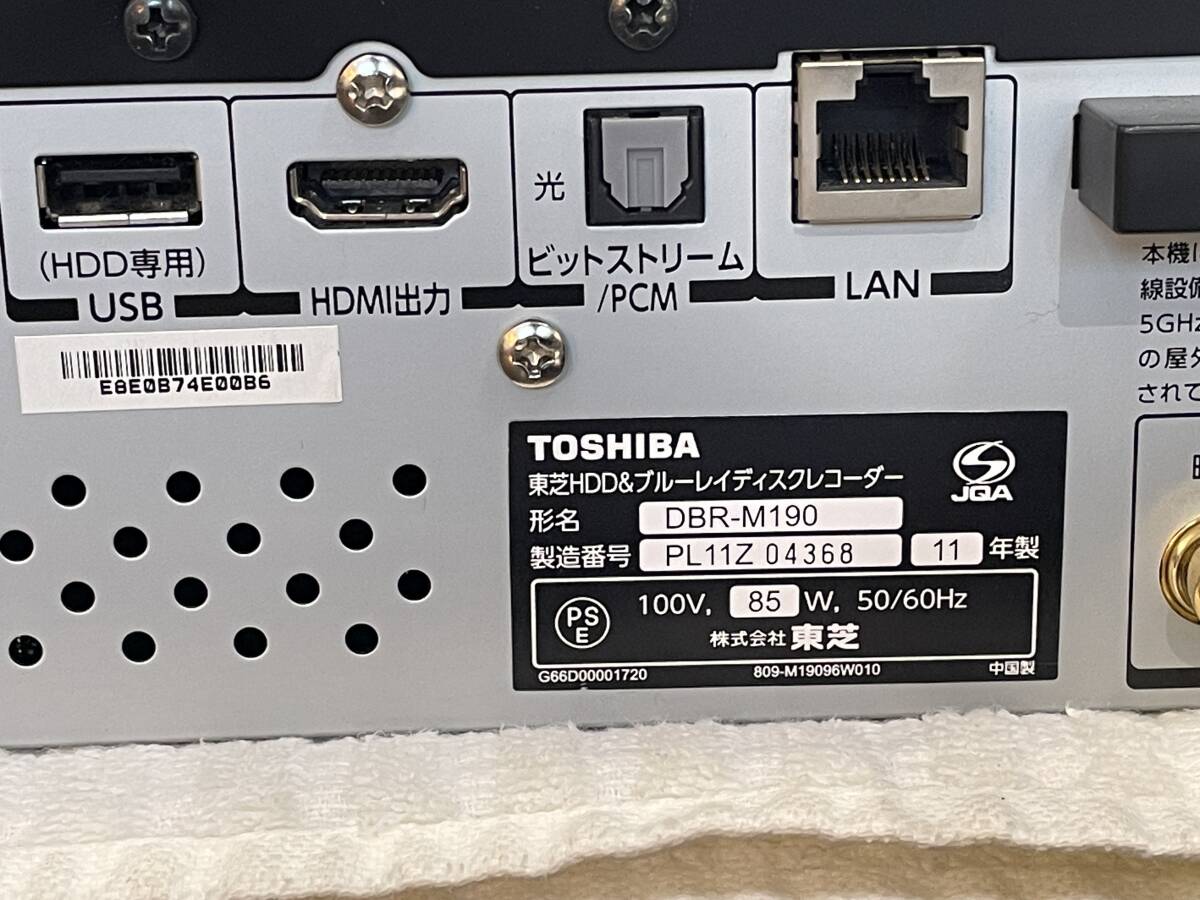 光
(HDD専用)
USB
HDMI出力
ビットストリーム
/PCM
LAN
E8E0B74E00B6
本機に
線設備
5GHz
の屋外
されて
TOSHIBA
東芝HDD&ブルーレイディスクレコーダー
JQA
形名 DBR-M190
製造番号 PL11Z 04368 11 年製
PS
E
100V, 85 W, 50/60Hz
株式会社 東芝
G66D00001720 809-M19096W010 中国製